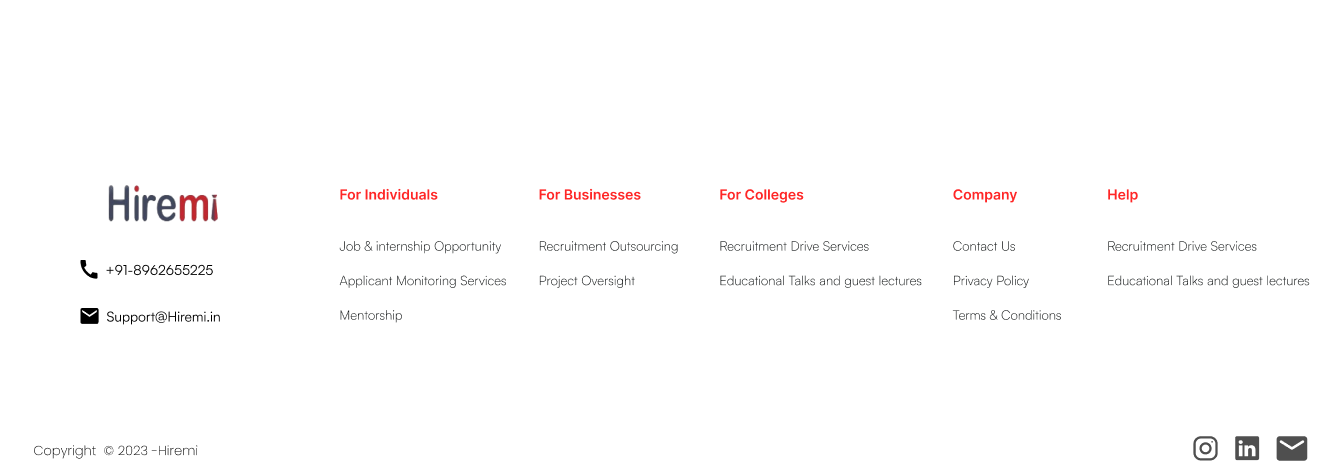 Hiremi
+91-8962655225
Support@Hiremi.in
For Individuals
Job & internship Opportunity
Applicant Monitoring Services
Mentorship
For Businesses
Recruitment Outsourcing
Project Oversight
For Colleges
Recruitment Drive Services
Educational Talks and guest lectures
Company
Contact Us
Privacy Policy
Terms & Conditions
Help
Recruitment Drive Services
Educational Talks and guest lectures
Copyright © 2023 -Hiremi
in